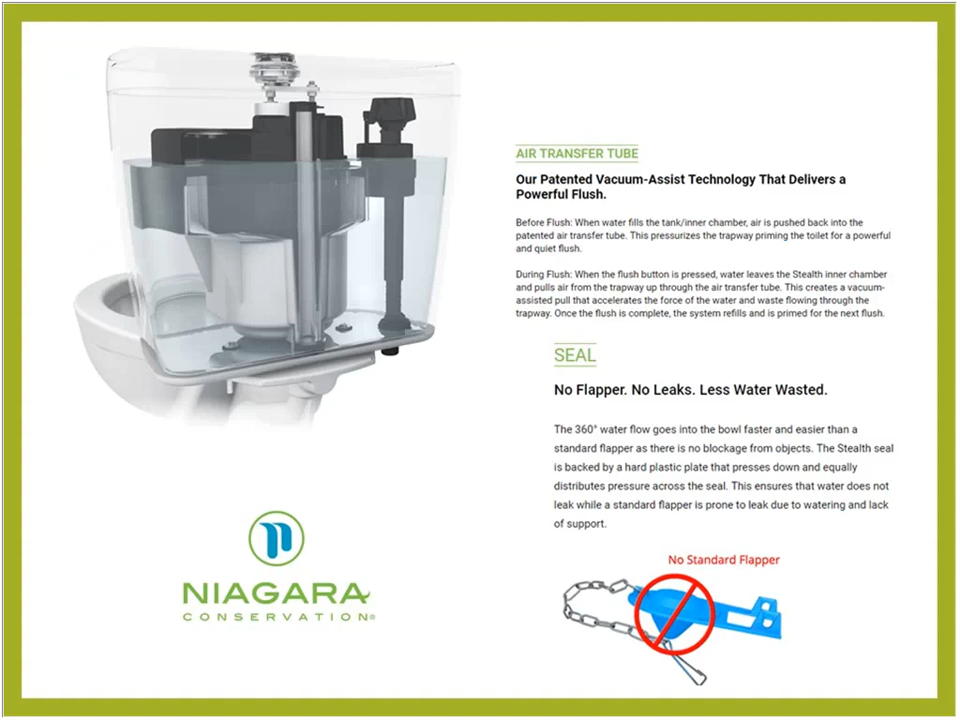 AIR TRANSFER TUBE
Our Patented Vacuum-Assist Technology That Delivers a
Powerful Flush.
Before Flush: When water fills the tank/inner chamber, air is pushed back into the
patented air transfer tube. This pressurizes the trapway priming the toilet for a powerful
and quiet flush.
During Flush: When the flush button is pressed, water leaves the Stealth inner chamber
and pulls air from the trapway up through the air transfer tube. This creates a vacuum-
assisted pull that accelerates the force of the water and waste flowing through the
trapway. Once the flush is complete, the system refills and is primed for the next flush.
SEAL
No Flapper. No Leaks. Less Water Wasted.
The 360° water flow goes into the bowl faster and easier than a
standard flapper as there is no blockage from objects. The Stealth seal
is backed by a hard plastic plate that presses down and equally
distributes pressure across the seal. This ensures that water does not
leak while a standard flapper is prone to leak due to watering and lack
of support.
No Standard Flapper
NIAGARA
CONSERVATION®